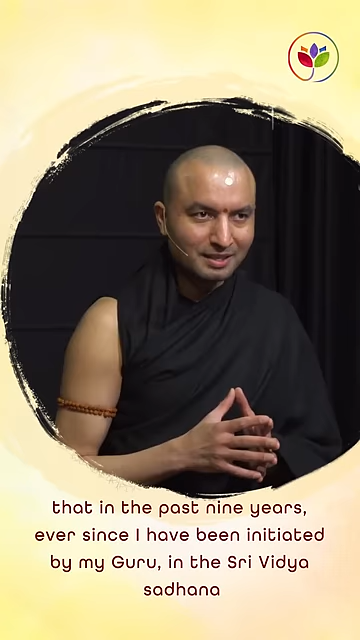 that in the past nine years,
ever since I have been initiated
by my Guru, in the Sri Vidya
sadhana